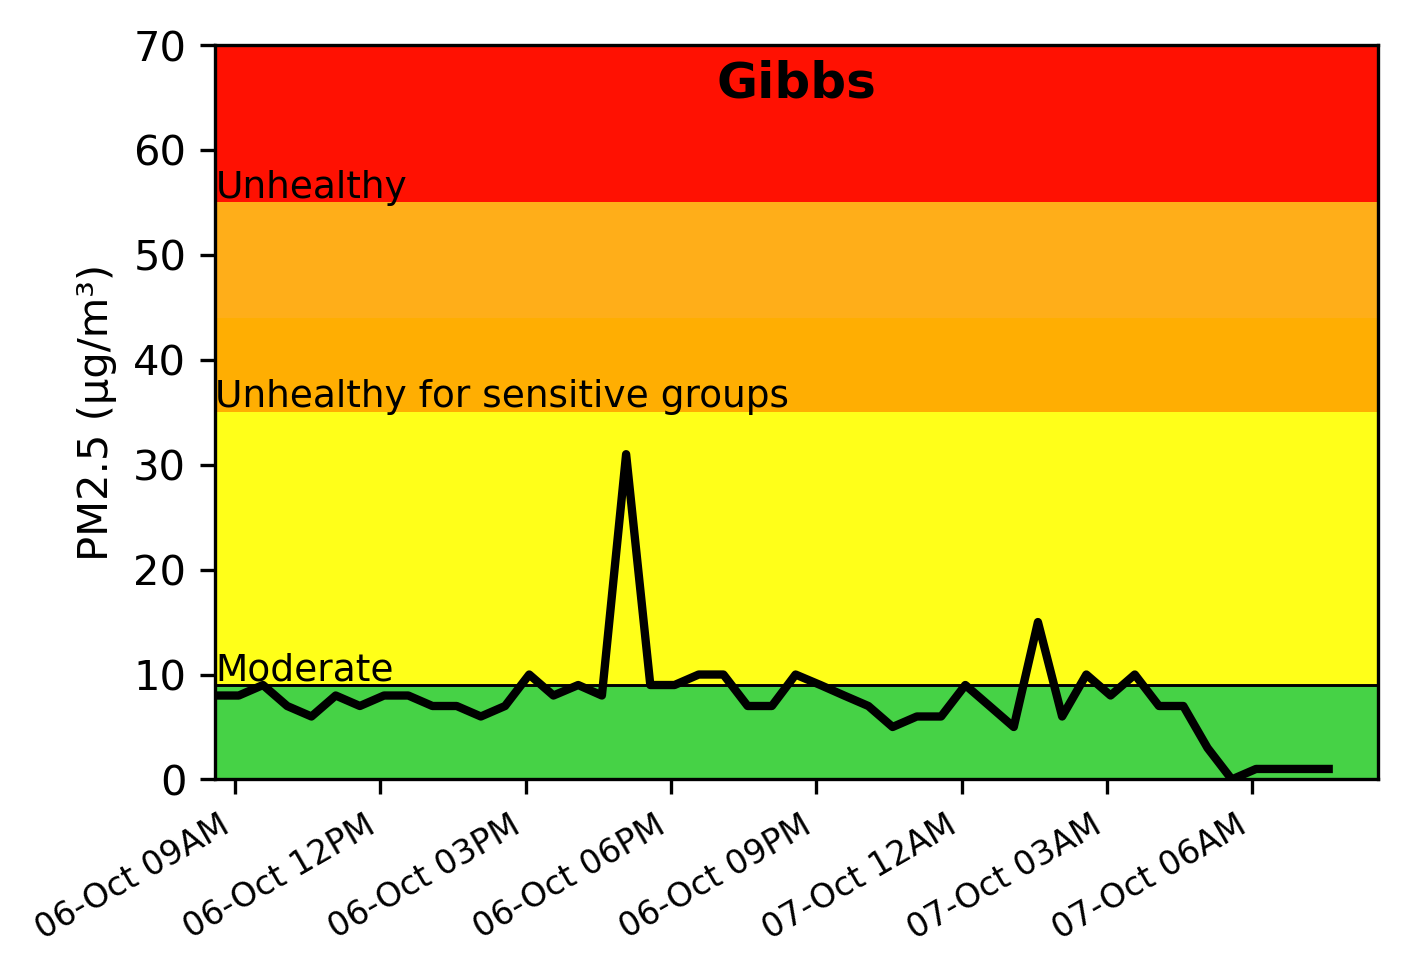 Gibbs
PM2.5 (µg/m³)
70
60
50
40
30
20
10
0
Unhealthy
Unhealthy for sensitive groups
Moderate
06-Oct 09AM
06-Oct 12PM
06-Oct 03PM
06-Oct 06PM
06-Oct 09PM
07-Oct 12AM
07-Oct 03AM
07-Oct 06AM